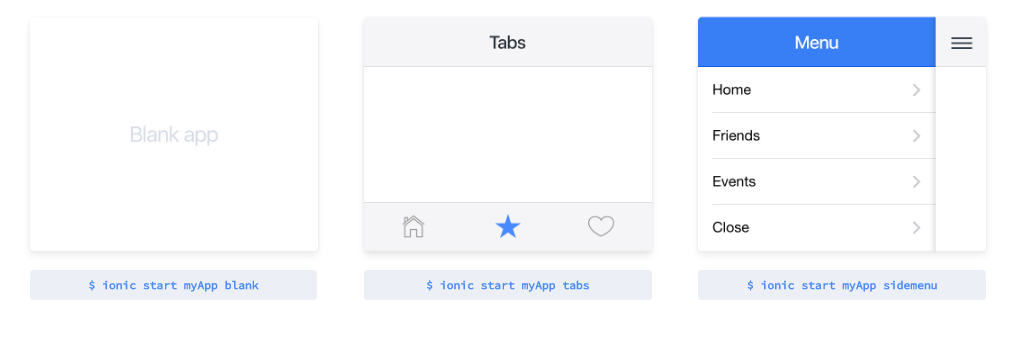 Blank app
$ ionic start myApp blank
Tabs
$ ionic start myApp tabs
Menu
Home
Friends
Events
Close
$ ionic start myApp sidemenu